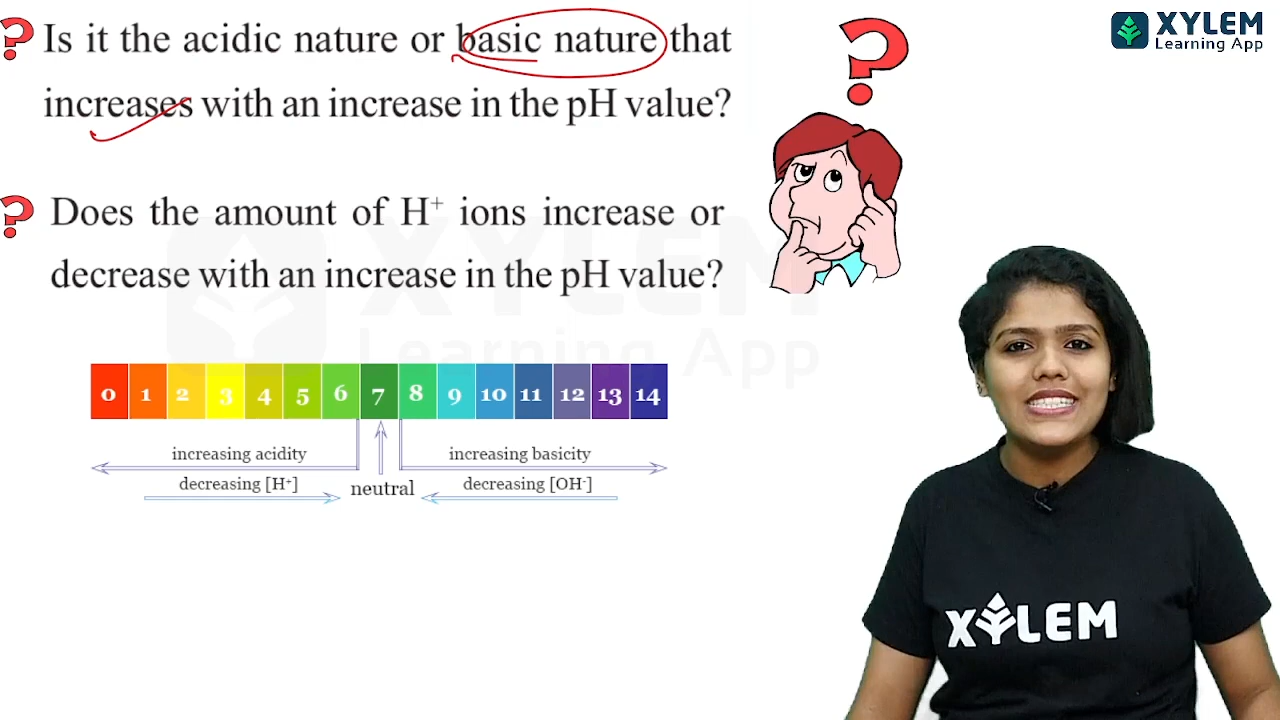 XYLEM
Learning App
? Is it the acidic nature or basic nature that
increases with an increase in the pH value?
?
? Does the amount of H⁺ ions increase or
decrease with an increase in the pH value?
XYLEM
Learning App
0 1 2 3 4 5 6 7 8 9 10 11 12 13 14
increasing acidity increasing basicity
decreasing [H⁺] neutral decreasing [OH⁻]
XYLEM